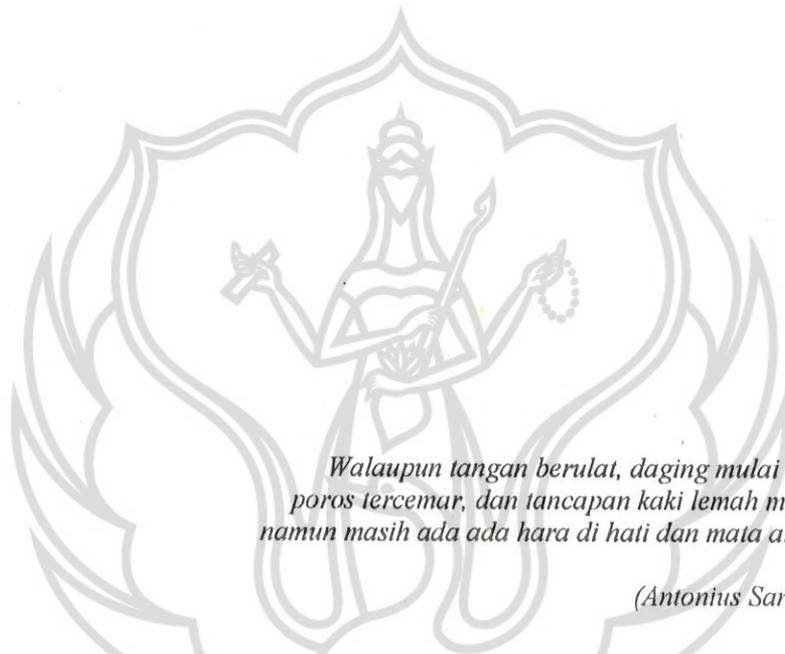 Walaupun tangan berulat, daging mulai
poros tercemar, dan tancapan kaki lemah
namun masih ada ada hara di hati dan mata
(Antonius